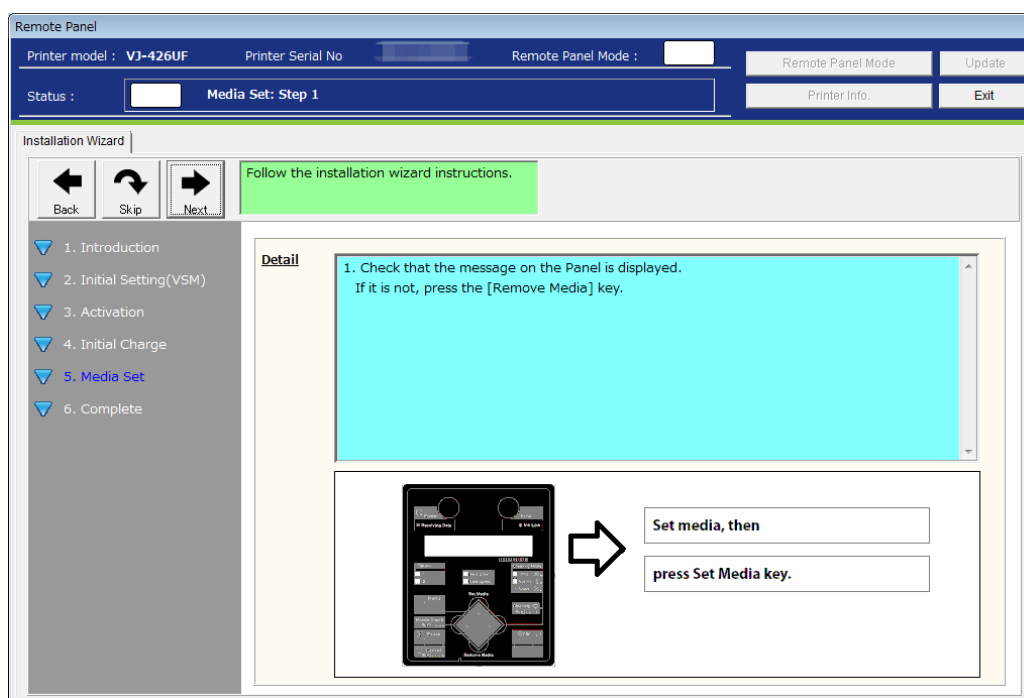 Remote Panel
Printer model : VJ-426UF Printer Serial No Remote Panel Mode :
Remote Panel Mode Update
Status : Media Set: Step 1
Printer Info. Exit
Installation Wizard
Back Skip Next
Follow the installation wizard instructions.
1. Introduction
2. Initial Setting(VSM)
3. Activation
4. Initial Charge
5. Media Set
6. Complete
Detail
1. Check that the message on the Panel is displayed.
If it is not, press the [Remove Media] key.
Set media, then
press Set Media key.
Set Media
Remove Media